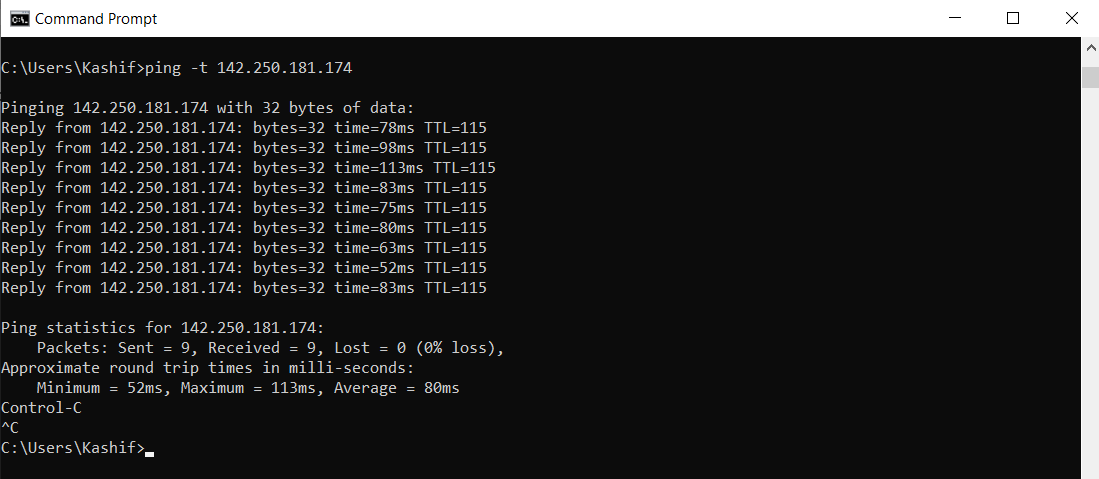 Command Prompt
C:\Users\Kashif>ping -t 142.250.181.174
Pinging 142.250.181.174 with 32 bytes of data:
Reply from 142.250.181.174: bytes=32 time=78ms TTL=115
Reply from 142.250.181.174: bytes=32 time=98ms TTL=115
Reply from 142.250.181.174: bytes=32 time=113ms TTL=115
Reply from 142.250.181.174: bytes=32 time=83ms TTL=115
Reply from 142.250.181.174: bytes=32 time=75ms TTL=115
Reply from 142.250.181.174: bytes=32 time=80ms TTL=115
Reply from 142.250.181.174: bytes=32 time=63ms TTL=115
Reply from 142.250.181.174: bytes=32 time=52ms TTL=115
Reply from 142.250.181.174: bytes=32 time=83ms TTL=115
Ping statistics for 142.250.181.174:
    Packets: Sent = 9, Received = 9, Lost = 0 (0% loss),
Approximate round trip times in milli-seconds:
    Minimum = 52ms, Maximum = 113ms, Average = 80ms
Control-C
^C
C:\Users\Kashif>